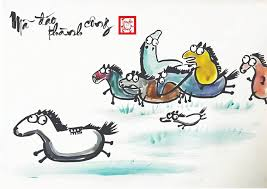 Mã đáo
thành công